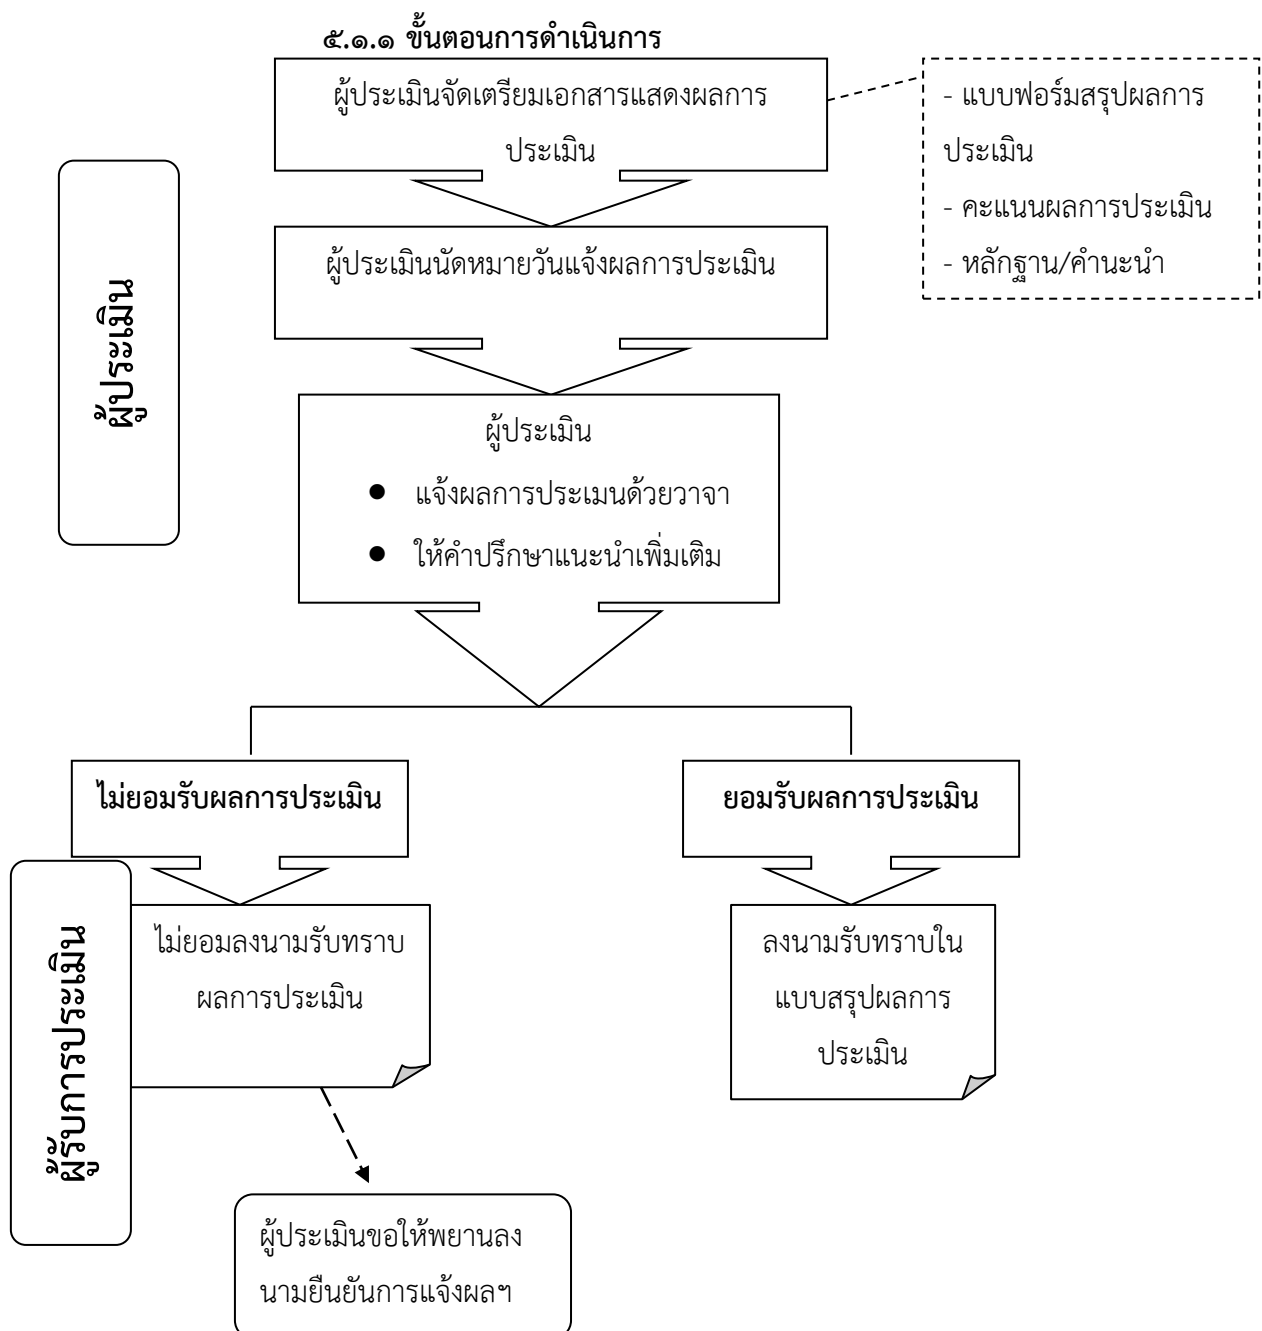 ๕.๑.๑ ขั้นตอนการดำเนินการ
ผู้ประเมินจัดเตรียมเอกสารแสดงผลการ
ประเมิน
- แบบฟอร์มสรุปผลการ
ประเมิน
- คะแนนผลการประเมิน
- หลักฐาน/คำนะนำ
ผู้ประเมินนัดหมายวันแจ้งผลการประเมิน
ผู้ประเมิน
ผู้ประเมิน
● แจ้งผลการประเมนด้วยวาจา
● ให้คำปรึกษาแนะนำเพิ่มเติม
ไม่ยอมรับผลการประเมิน
ยอมรับผลการประเมิน
ผู้รับการประเมิน
ไม่ยอมลงนามรับทราบ
ผลการประเมิน
ลงนามรับทราบใน
แบบสรุปผลการ
ประเมิน
ผู้ประเมินขอให้พยานลง
นามยืนยันการแจ้งผลฯ